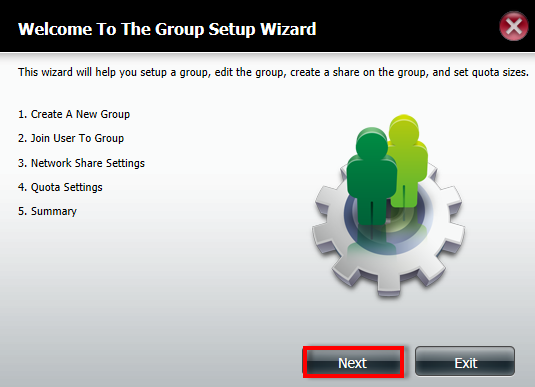 Welcome To The Group Setup Wizard
This wizard will help you setup a group, edit the group, create a share on the group, and set quota sizes.
1. Create A New Group
2. Join User To Group
3. Network Share Settings
4. Quota Settings
5. Summary
Next Exit